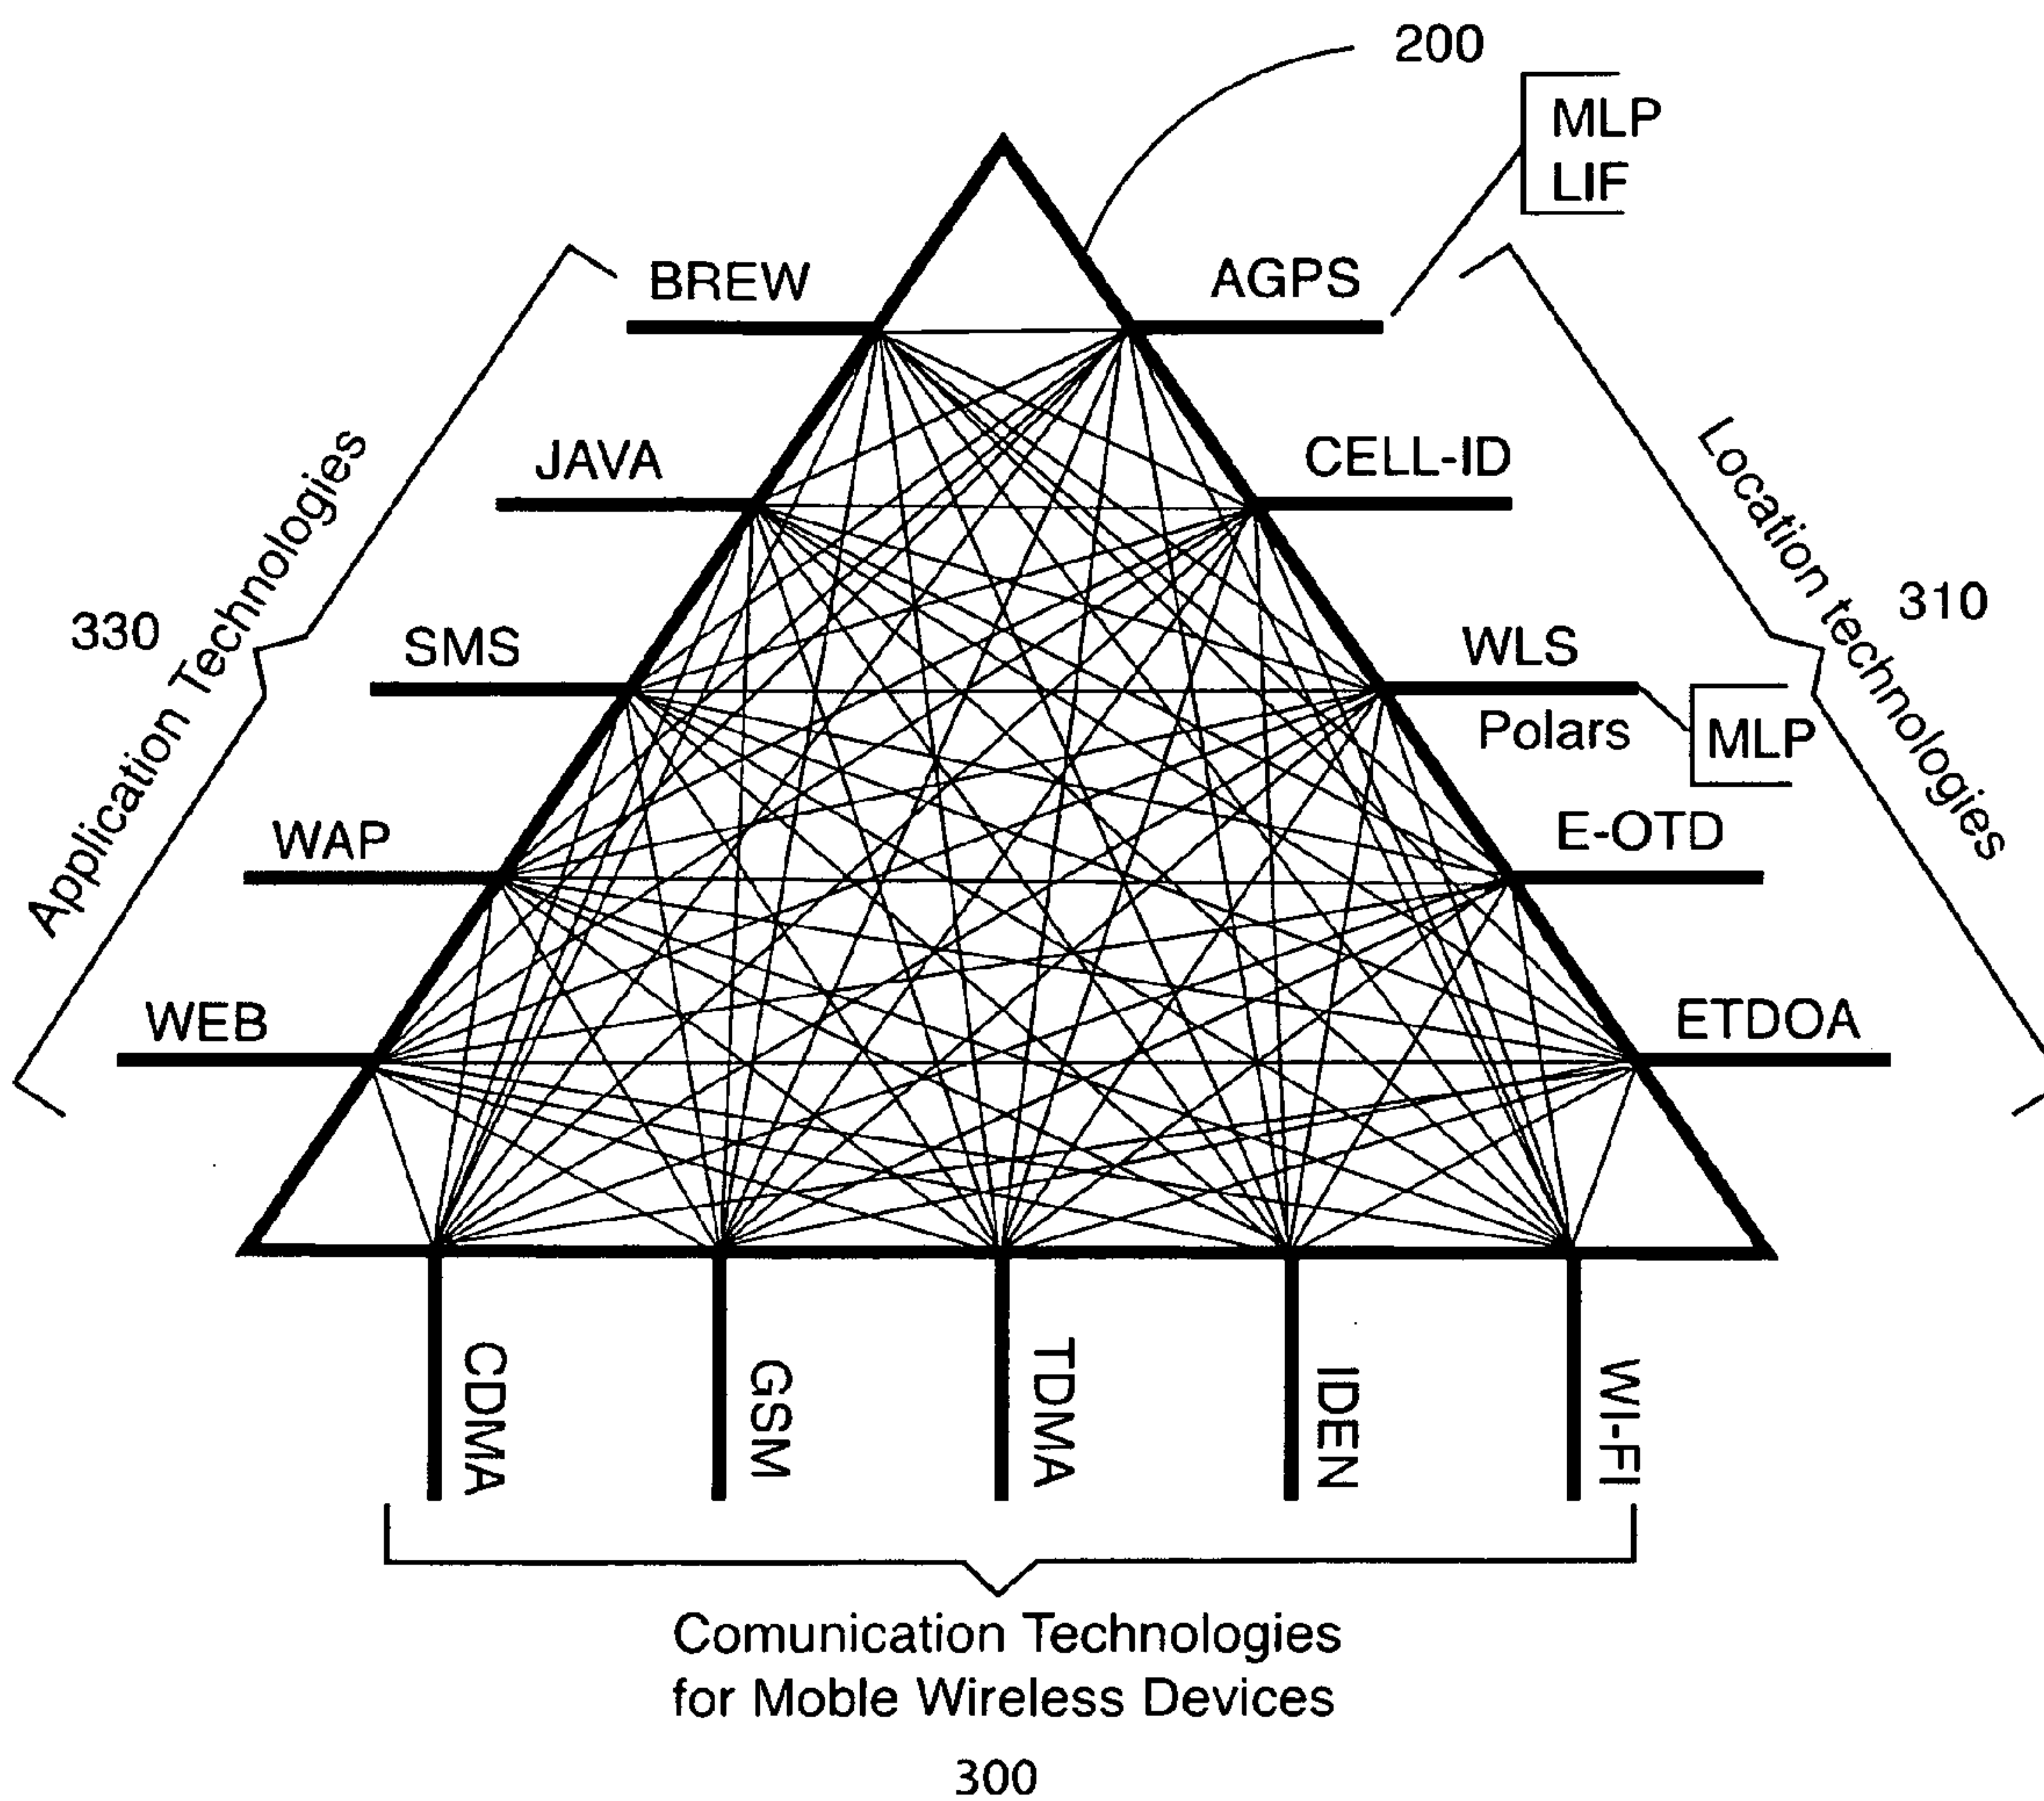 200
MLP
LIF
BREW
AGPS
JAVA
CELL-ID
Application Technologies
Location technologies
330
310
SMS
WLS
Polars
MLP
WAP
E-OTD
WEB
ETDOA
CDMA
GSM
TDMA
IDEN
WI-FI
Comunication Technologies
for Moble Wireless Devices
300